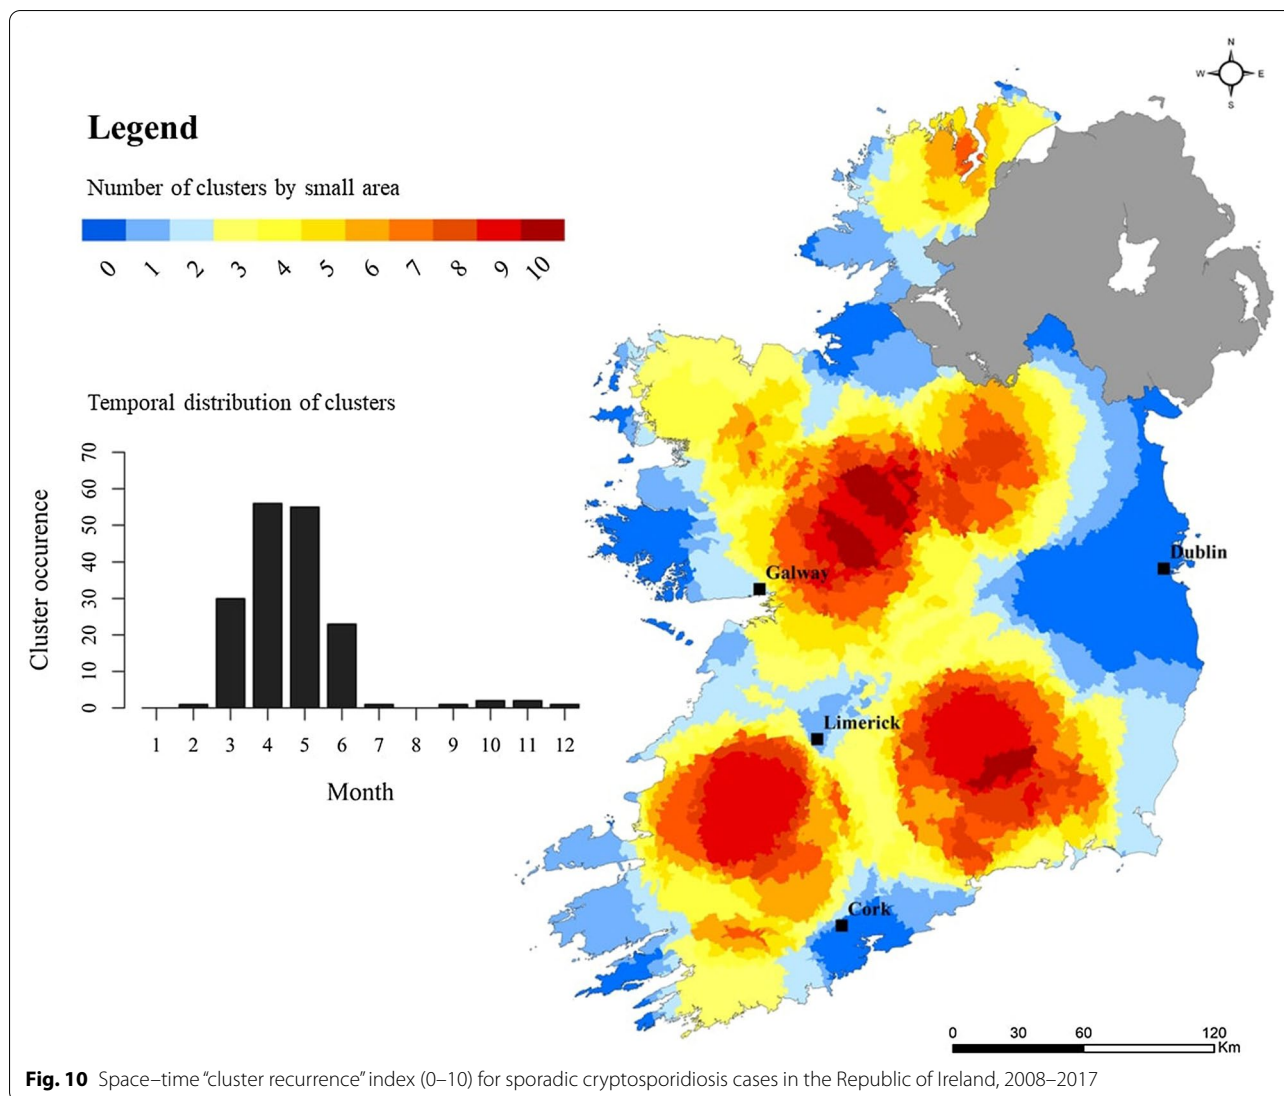 N
W E
S
Legend
Number of clusters by small area
0 1 2 3 4 5 6 7 8 9 10
Temporal distribution of clusters
Cluster occurence
70
60
50
40
30
20
10
0
1 2 3 4 5 6 7 8 9 10 11 12
Month
Dublin
Galway
Limerick
Cork
0 30 60 120
Km
Fig. 10 Space–time “cluster recurrence” index (0–10) for sporadic cryptosporidiosis cases in the Republic of Ireland, 2008–2017